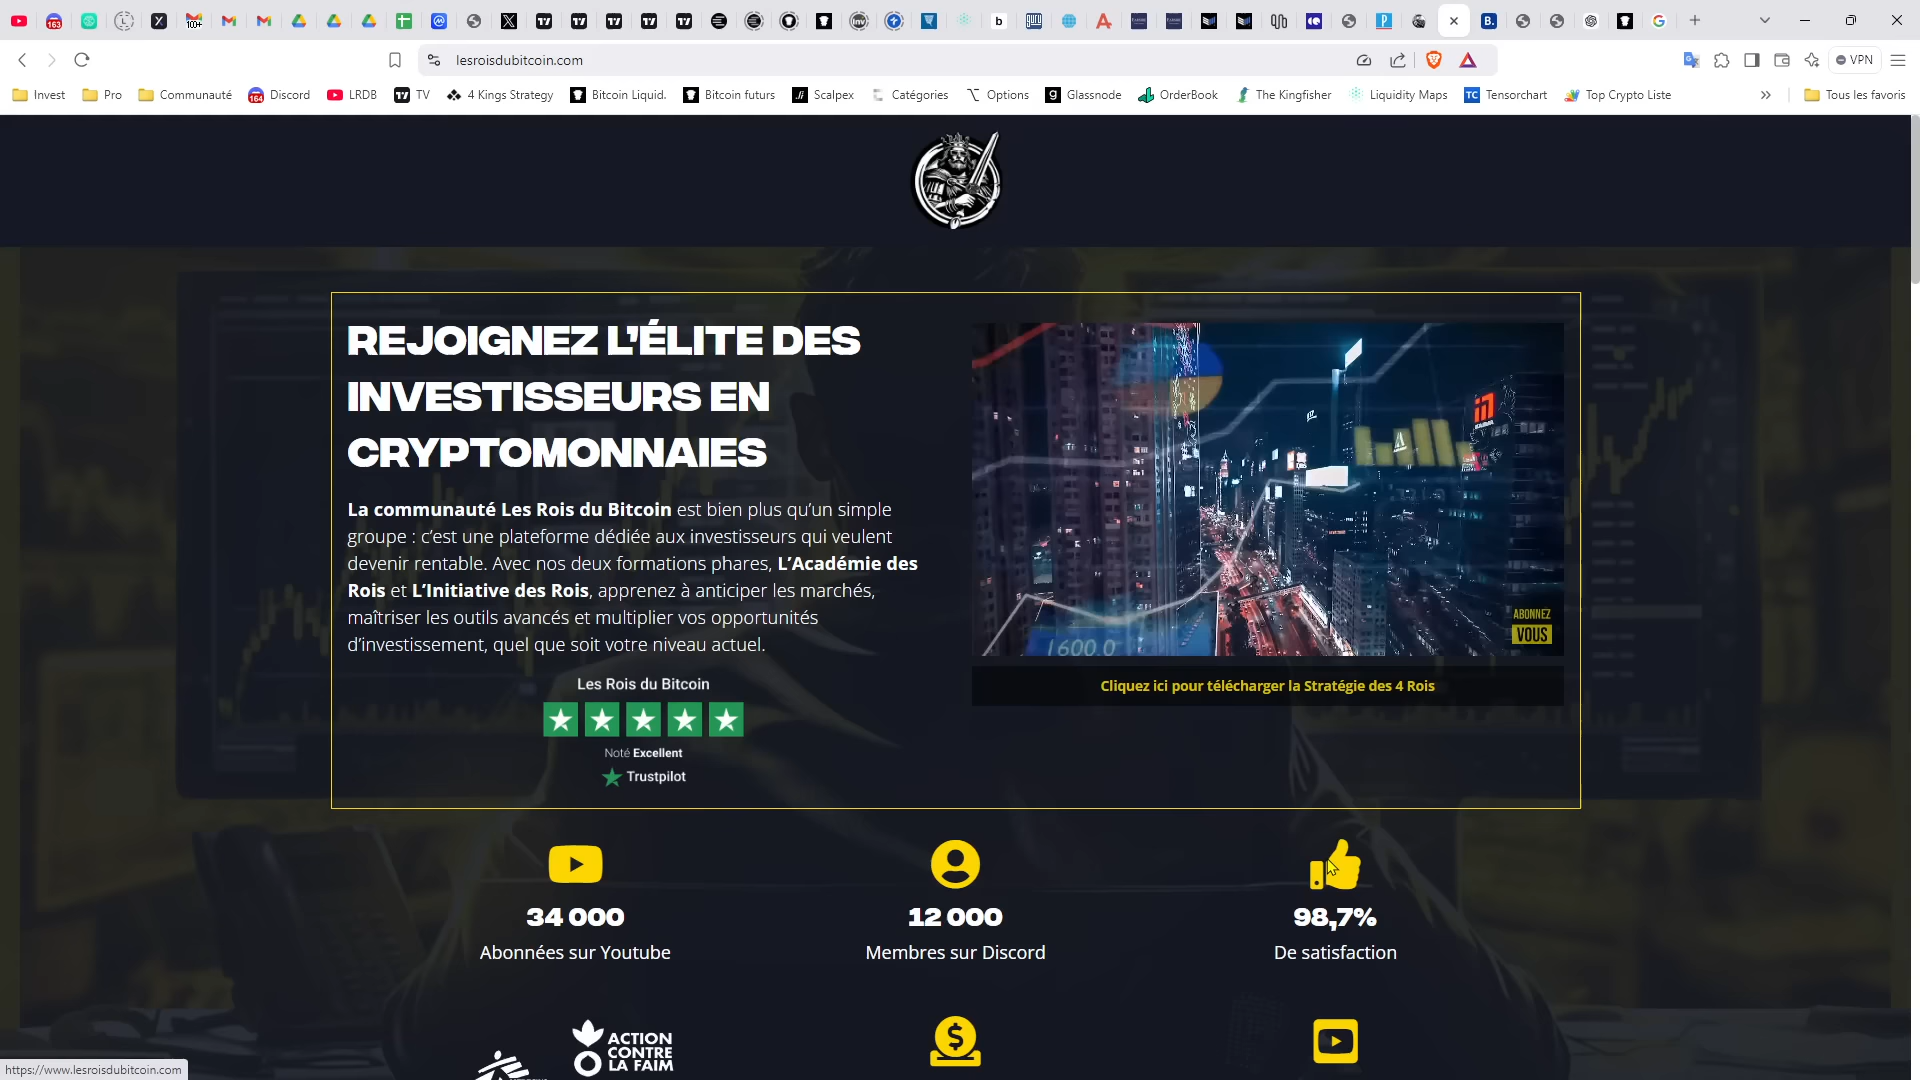 163
100+
B.
lesroisdubitcoin.com
VPN
Invest
Pro
Communauté
164
Discord
LRDB
TV
4 Kings Strategy
Bitcoin Liquid.
Bitcoin futurs
Scalpex
Catégories
Options
Glassnode
OrderBook
The Kingfisher
Liquidity Maps
TC
Tensorchart
Top Crypto Liste
Tous les favoris
REJOIGNEZ L'ÉLITE DES
INVESTISSEURS EN
CRYPTOMONNAIES
La communauté Les Rois du Bitcoin est bien plus qu'un simple
groupe : c'est une plateforme dédiée aux investisseurs qui veulent
devenir rentable. Avec nos deux formations phares, L'Académie des
Rois et L'Initiative des Rois, apprenez à anticiper les marchés,
maîtriser les outils avancés et multiplier vos opportunités
d'investissement, quel que soit votre niveau actuel.
Les Rois du Bitcoin
Noté Excellent
Trustpilot
1600.0
ABONNEZ
VOUS
Cliquez ici pour télécharger la Stratégie des 4 Rois
34 000
Abonnées sur Youtube
12 000
Membres sur Discord
98,7%
De satisfaction
ACTION
CONTRE
LA FAIM
https://www.lesroisdubitcoin.com